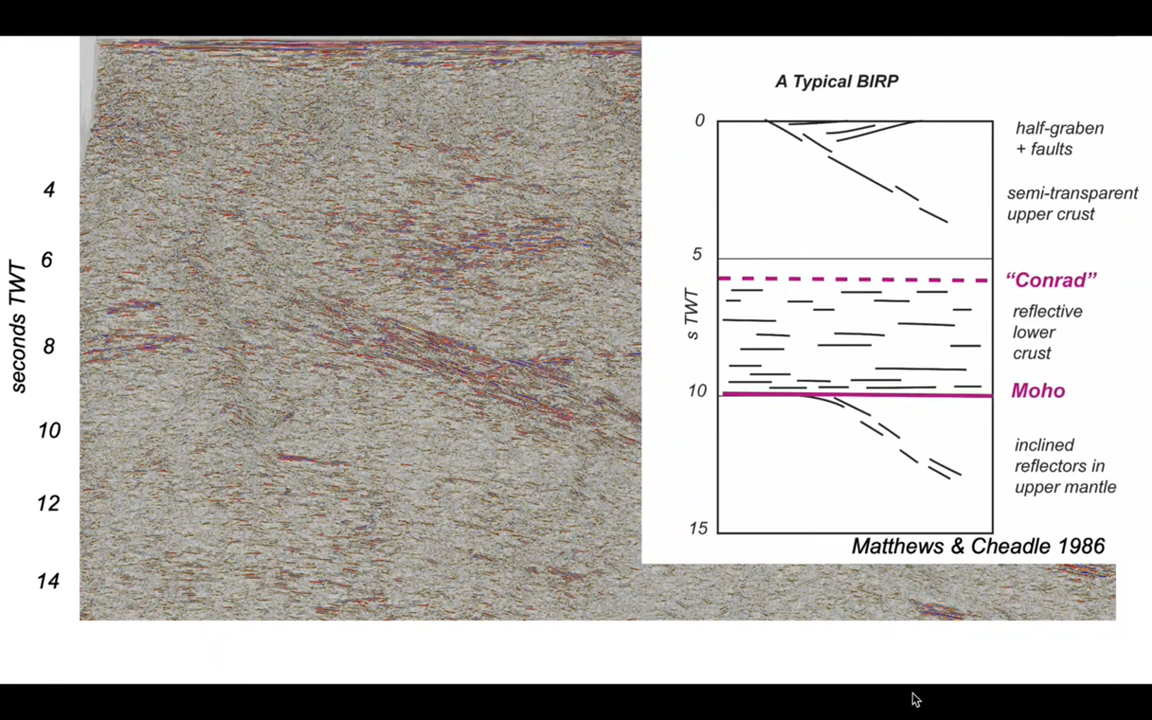 4
6
8
10
12
14
seconds TWT
A Typical BIRP
0
5
10
15
s TWT
half-graben
+ faults
semi-transparent
upper crust
“Conrad”
reflective
lower
crust
Moho
inclined
reflectors in
upper mantle
Matthews & Cheadle 1986